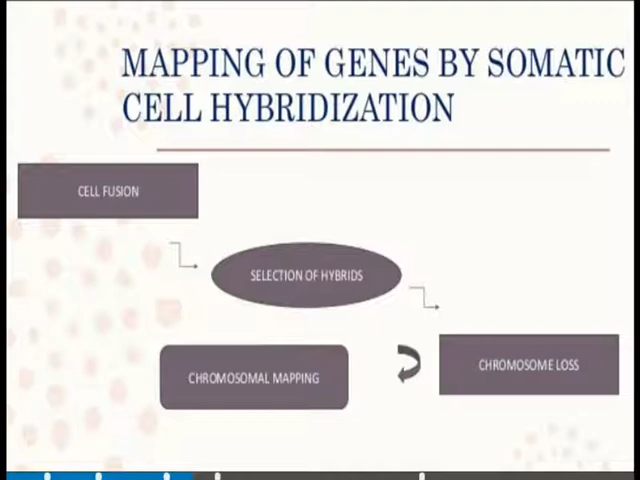 MAPPING OF GENES BY SOMATIC
CELL HYBRIDIZATION
CELL FUSION
SELECTION OF HYBRIDS
CHROMOSOME LOSS
CHROMOSOMAL MAPPING